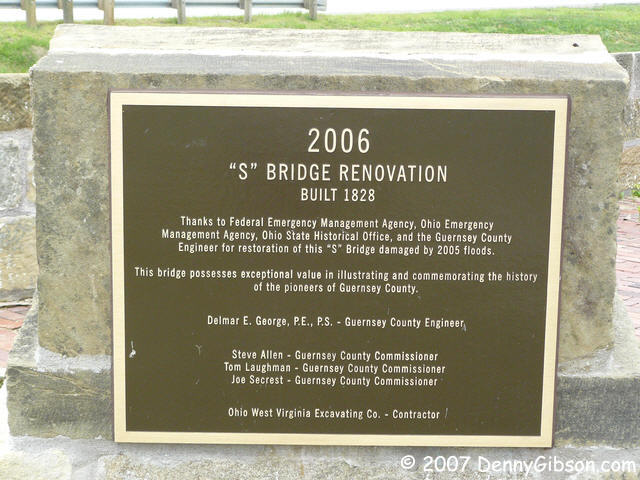 2006
“S” BRIDGE RENOVATION
BUILT 1828
Thanks to Federal Emergency Management Agency, Ohio Emergency
Management Agency, Ohio State Historical Office, and the Guernsey County
Engineer for restoration of this “S” Bridge damaged by 2005 floods.
This bridge possesses exceptional value in illustrating and commemorating the history
of the pioneers of Guernsey County.
Delmar E. George, P.E., P.S. - Guernsey County Engineer
Steve Allen - Guernsey County Commissioner
Tom Laughman - Guernsey County Commissioner
Joe Secrest - Guernsey County Commissioner
Ohio West Virginia Excavating Co. - Contractor
© 2007 DennyGibson.com